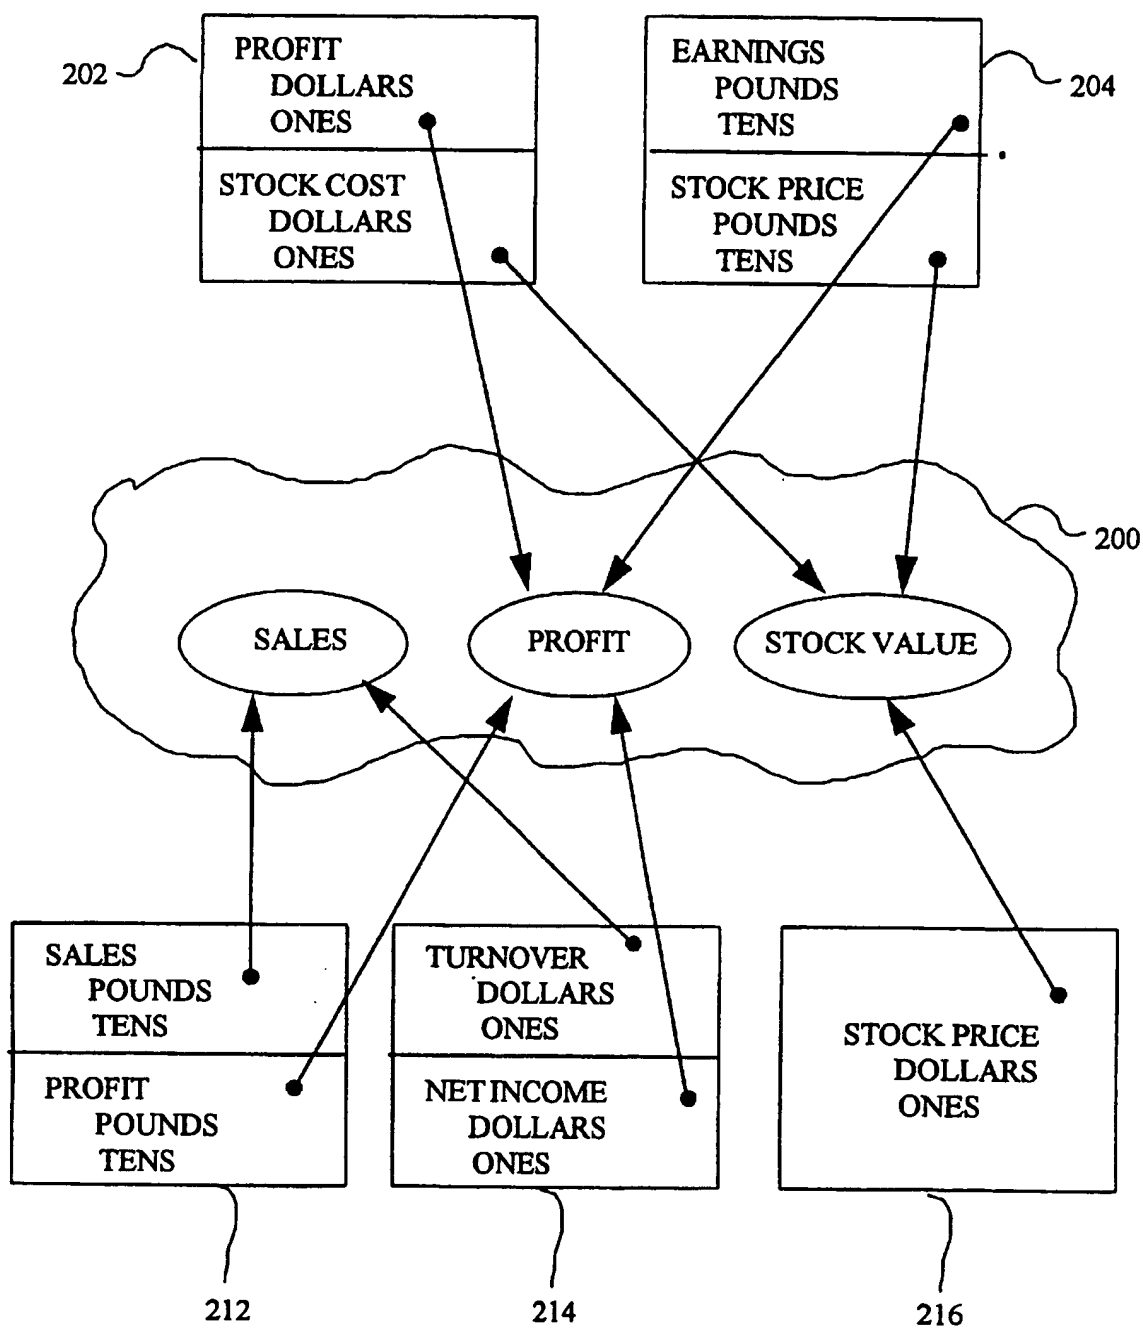 202
PROFIT
DOLLARS
ONES
STOCK COST
DOLLARS
ONES
EARNINGS
POUNDS
TENS
STOCK PRICE
POUNDS
TENS
204
200
SALES
PROFIT
STOCK VALUE
SALES
POUNDS
TENS
PROFIT
POUNDS
TENS
TURNOVER
DOLLARS
ONES
NET INCOME
DOLLARS
ONES
STOCK PRICE
DOLLARS
ONES
212
214
216